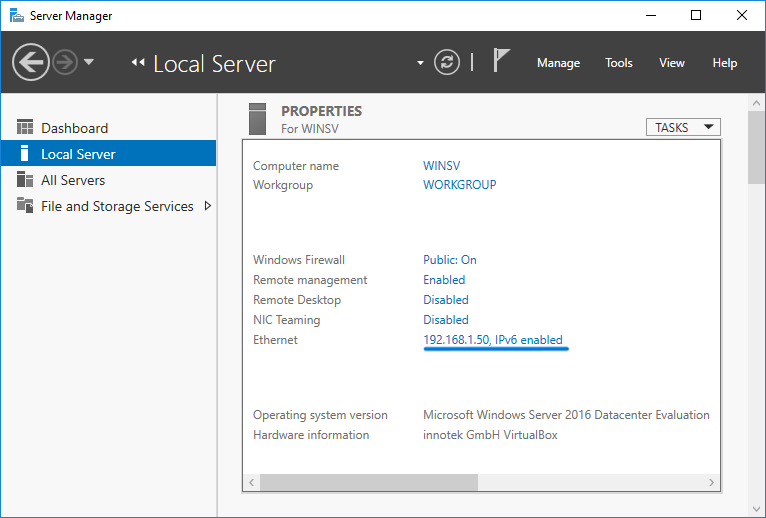 Server Manager
Local Server
Manage Tools View Help
Dashboard
Local Server
All Servers
File and Storage Services
PROPERTIES
For WINSV
TASKS
Computer name WINSV
Workgroup WORKGROUP
Windows Firewall Public: On
Remote management Enabled
Remote Desktop Disabled
NIC Teaming Disabled
Ethernet 192.168.1.50, IPv6 enabled
Operating system version Microsoft Windows Server 2016 Datacenter Evaluation
Hardware information innotek GmbH VirtualBox